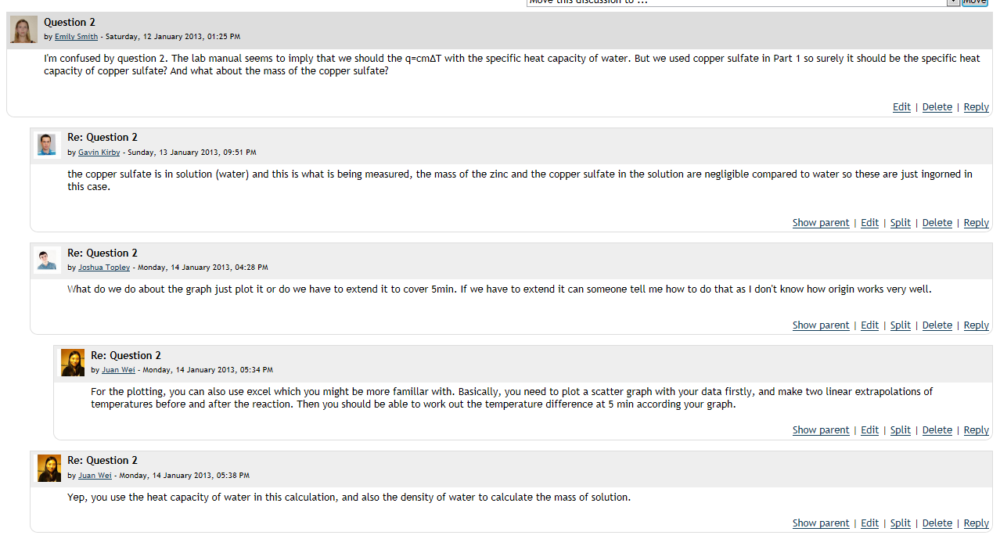 Move this discussion to ... Move
Question 2
by Emily Smith - Saturday, 12 January 2013, 01:25 PM
I'm confused by question 2. The lab manual seems to imply that we should the q=cmΔT with the specific heat capacity of water. But we used copper sulfate in Part 1 so surely it should be the specific heat
capacity of copper sulfate? And what about the mass of the copper sulfate?
Edit | Delete | Reply
Re: Question 2
by Gavin Kirby - Sunday, 13 January 2013, 09:51 PM
the copper sulfate is in solution (water) and this is what is being measured, the mass of the zinc and the copper sulfate in the solution are negligible compared to water so these are just ingorned in
this case.
Show parent | Edit | Split | Delete | Reply
Re: Question 2
by Joshua Topley - Monday, 14 January 2013, 04:28 PM
What do we do about the graph just plot it or do we have to extend it to cover 5min. If we have to extend it can someone tell me how to do that as I don't know how origin works very well.
Show parent | Edit | Split | Delete | Reply
Re: Question 2
by Juan Wei - Monday, 14 January 2013, 05:34 PM
For the plotting, you can also use excel which you might be more famillar with. Basically, you need to plot a scatter graph with your data firstly, and make two linear extrapolations of
temperatures before and after the reaction. Then you should be able to work out the temperature difference at 5 min according your graph.
Show parent | Edit | Split | Delete | Reply
Re: Question 2
by Juan Wei - Monday, 14 January 2013, 05:38 PM
Yep, you use the heat capacity of water in this calculation, and also the density of water to calculate the mass of solution.
Show parent | Edit | Split | Delete | Reply